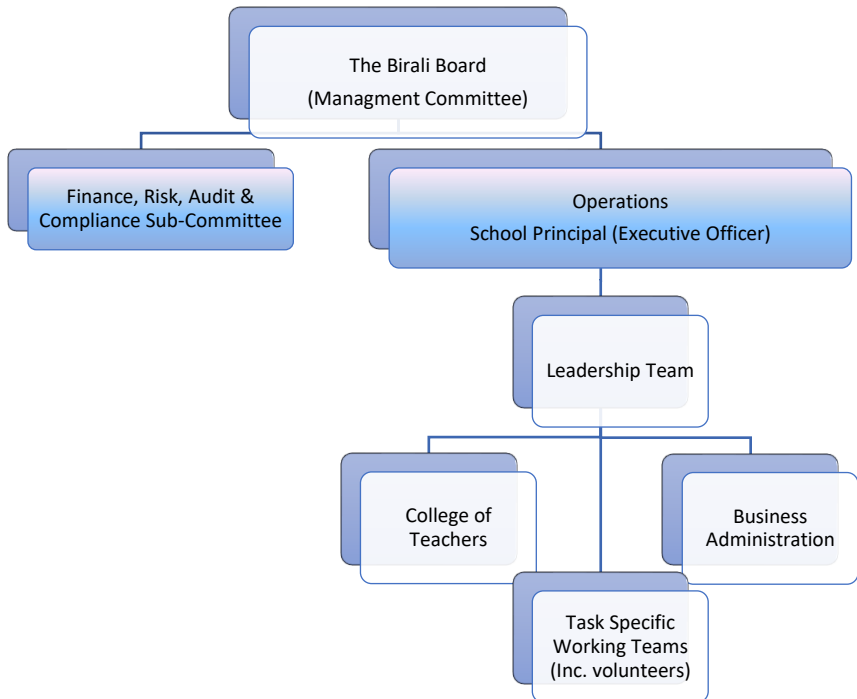 The Birali Board
(Managment Committee)
Finance, Risk, Audit &
Compliance Sub-Committee
Operations
School Principal (Executive Officer)
Leadership Team
College of
Teachers
Business
Administration
Task Specific
Working Teams
(Inc. volunteers)